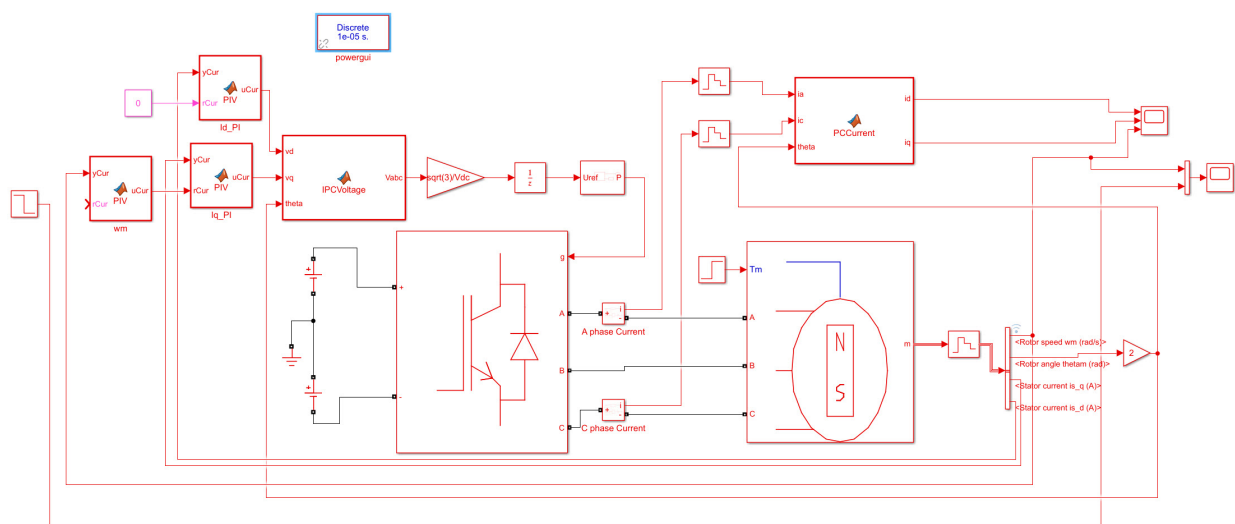 Discrete
1e-05 s.
powergui
yCur
rCur
PIV
uCur
Id_PI
0
yCur
rCur
PIV
uCur
Iq_PI
yCur
rCur
PIV
uCur
wm
vd
vq
theta
IPCVoltage
Vabc
sqrt(3)/Vdc
1
z
Uref
P
ia
ic
theta
PCCurrent
id
iq
+
-
g
A
B
C
+
i
-
A phase Current
+
i
-
C phase Current
Tm
A
B
C
N
S
m
<Rotor speed wm (rad/s)>
<Rotor angle thetam (rad)>
<Stator current is_q (A)>
<Stator current is_d (A)>
2
+
+